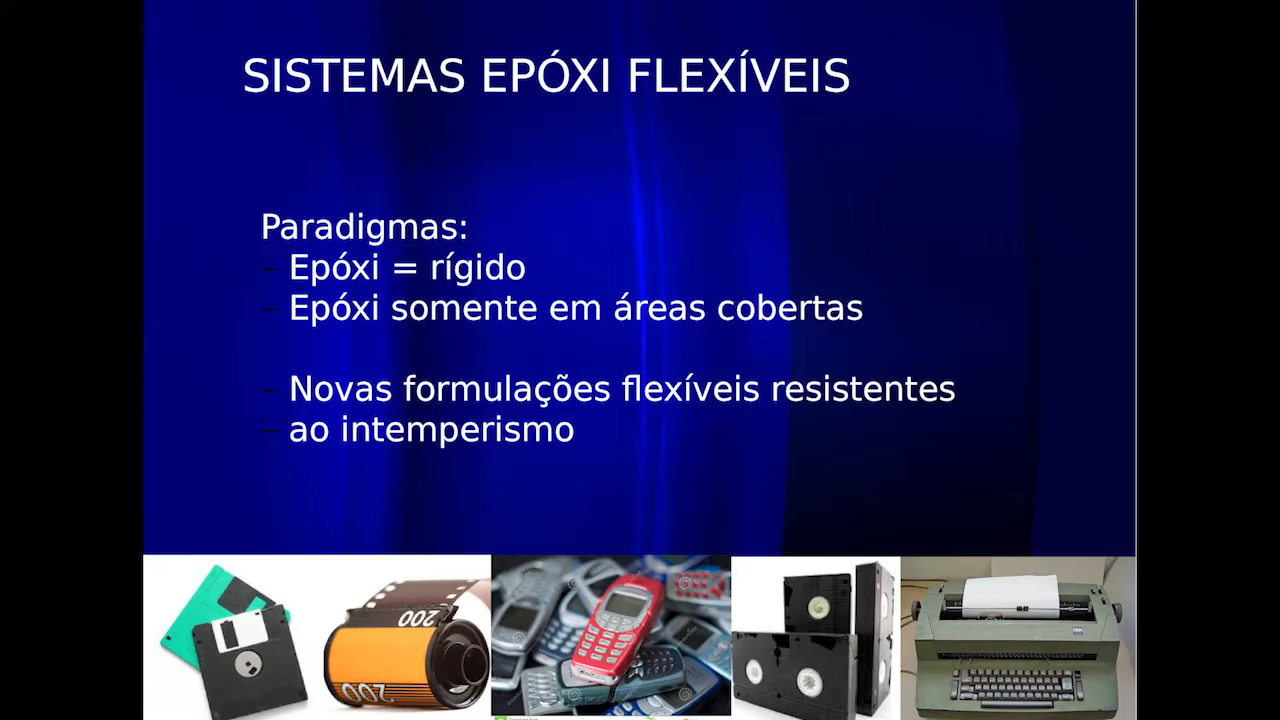 SISTEMAS EPÓXI FLEXÍVEIS
Paradigmas:
– Epóxi = rígido
– Epóxi somente em áreas cobertas
– Novas formulações flexíveis resistentes
– ao intemperismo
200
200